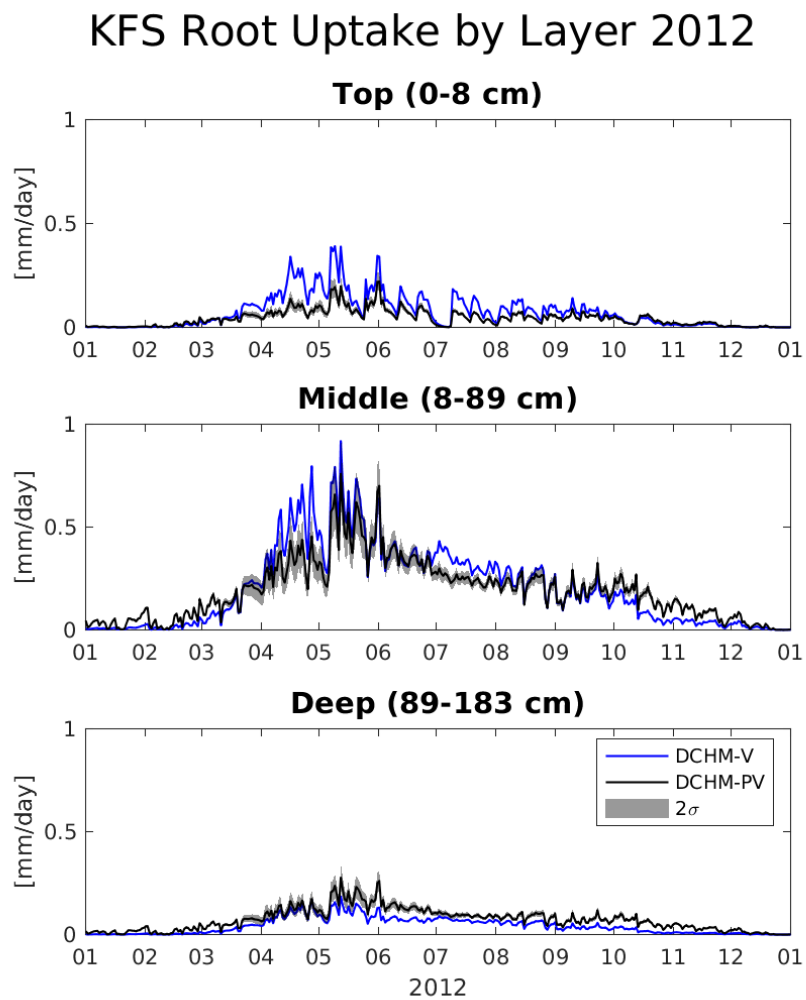 KFS Root Uptake by Layer 2012
Top (0-8 cm)
1
0.5
0
[mm/day]
01 02 03 04 05 06 07 08 09 10 11 12 01
Middle (8-89 cm)
1
0.5
0
[mm/day]
01 02 03 04 05 06 07 08 09 10 11 12 01
Deep (89-183 cm)
1
0.5
0
[mm/day]
DCHM-V
DCHM-PV
2σ
01 02 03 04 05 06 07 08 09 10 11 12 01
2012